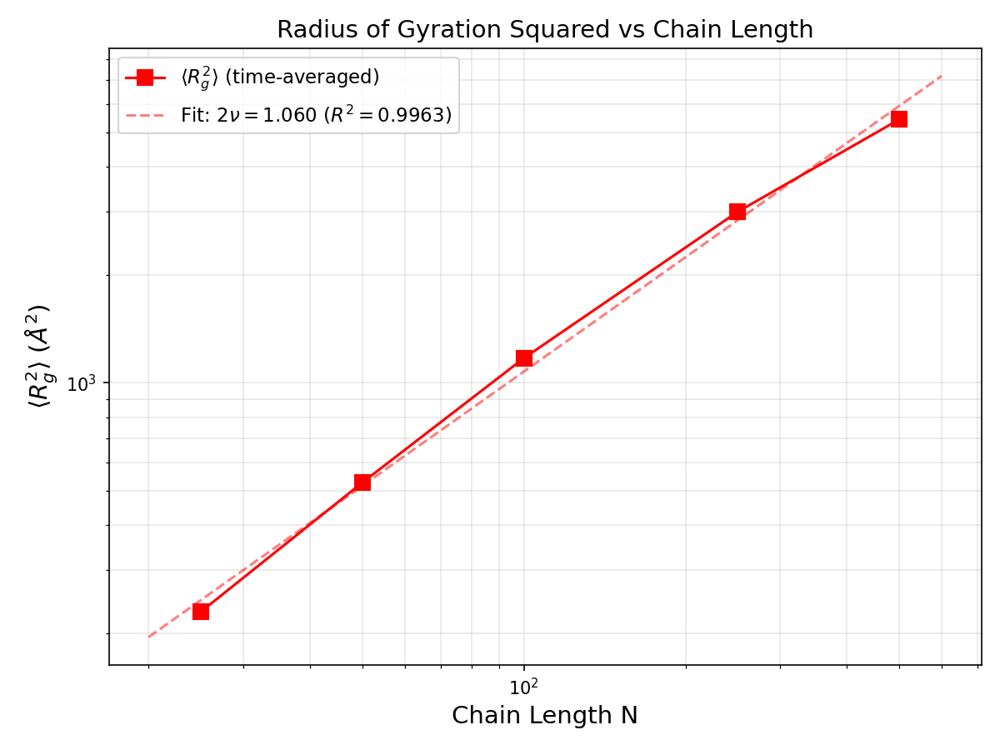 Radius of Gyration Squared vs Chain Length
⟨R_g^2⟩ (time-averaged)
Fit: 2ν = 1.060 (R^2 = 0.9963)
⟨R_g^2⟩ (Å^2)
10^3
10^2
Chain Length N